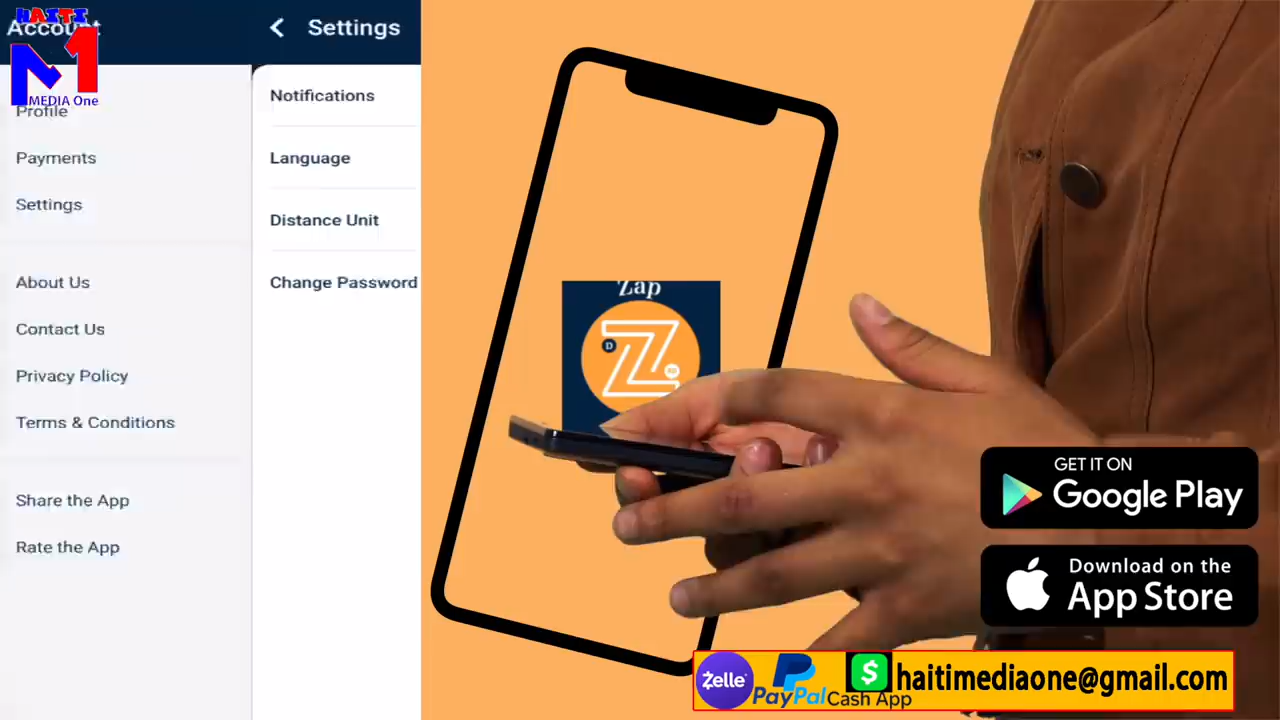 HAITI
Account
M1
MEDIA One
Profile
Payments
Settings
About Us
Contact Us
Privacy Policy
Terms & Conditions
Share the App
Rate the App
Settings
Notifications
Language
Distance Unit
Change Password
Zap
D
Z
GET IT ON
Google Play
Download on the
App Store
Zelle
PayPal
$
Cash App
haitimediaone@gmail.com